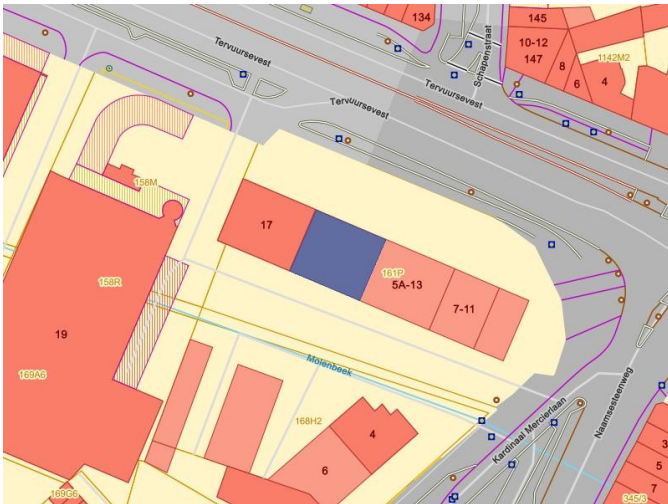 134
145
10-12
147
8
6
4
1142M2
Schapenstraat
Tervuursevest
Tervuursevest
Tervuursevest
158M
17
161P
5A-13
7-11
158R
19
Molenbeek
169A6
168H2
4
6
Kardinaal Mercierlaan
Naamsesteenweg
3
5
7
345/3
169G6